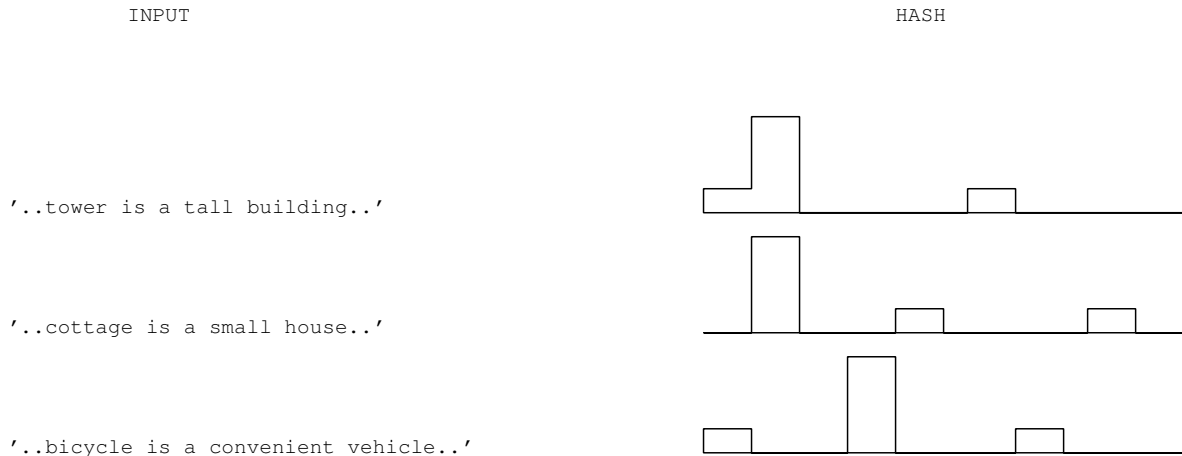 INPUT HASH
’..tower is a tall building..’
’..cottage is a small house..’
’..bicycle is a convenient vehicle..’